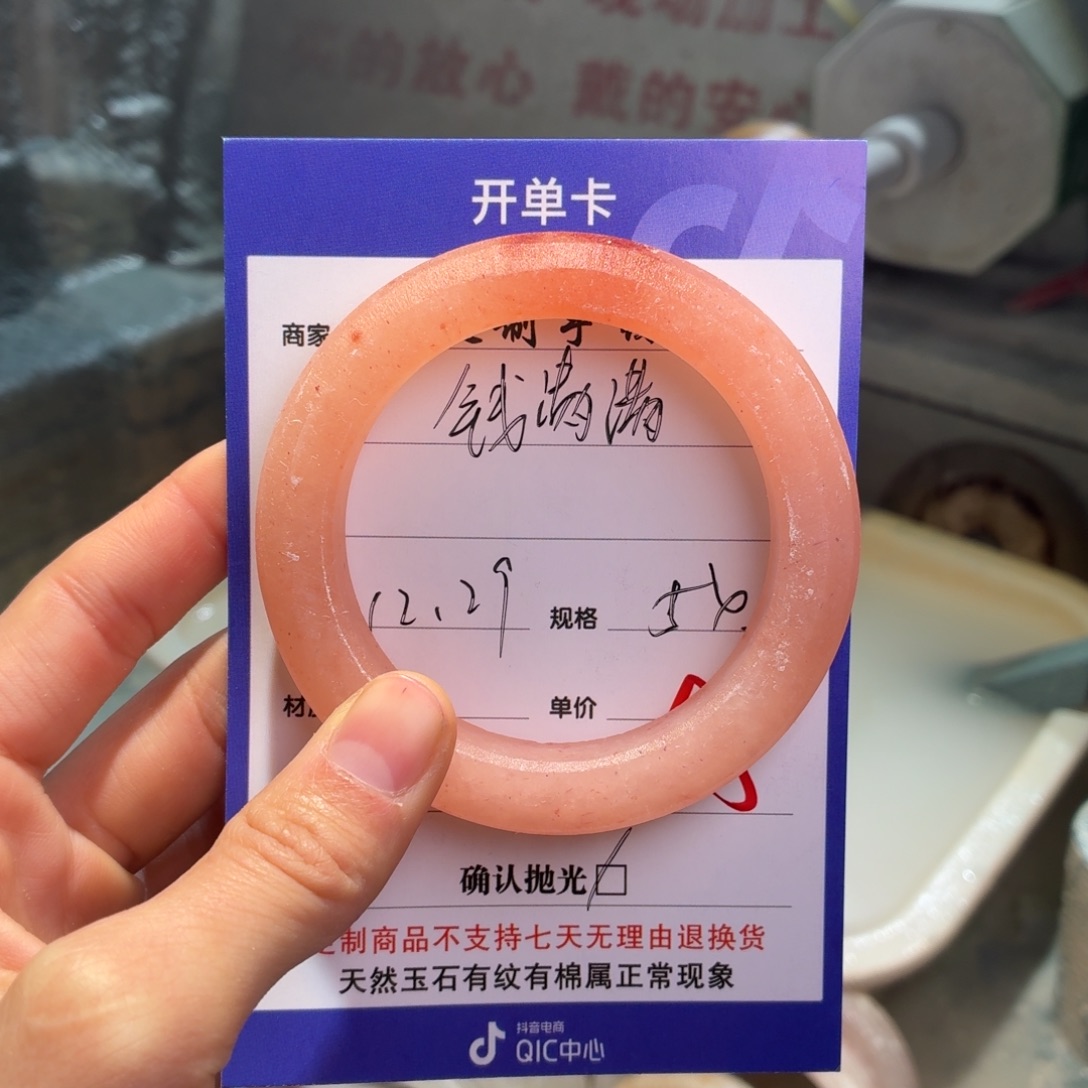 的放心 戴的安心
开单卡
商家
制手
钱满满
12.29 规格 56
材 单价
确认抛光
制商品不支持七天无理由退换货
天然玉石有纹有棉属正常现象
抖音电商
QIC中心